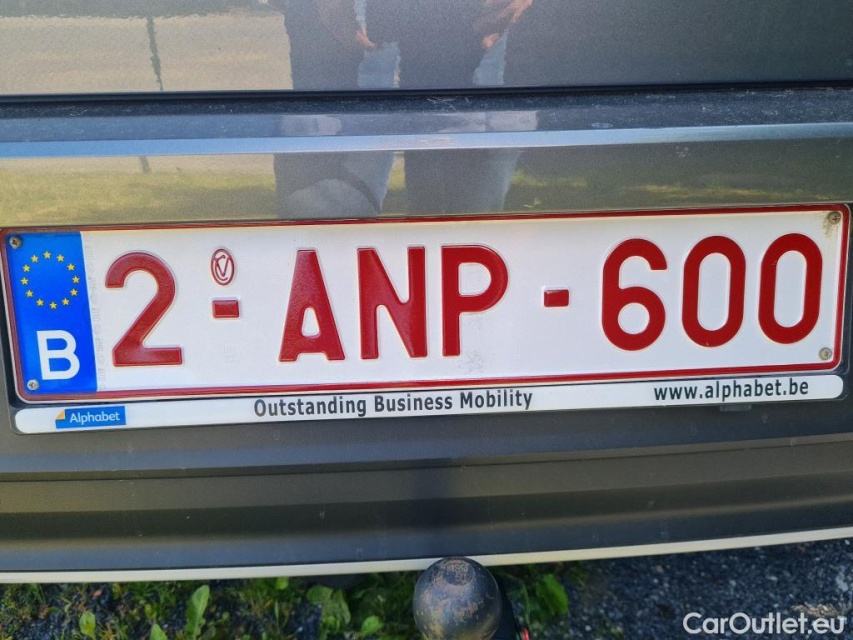 B 2-ANP-600
Alphabet Outstanding Business Mobility www.alphabet.be
CarOutlet.eu